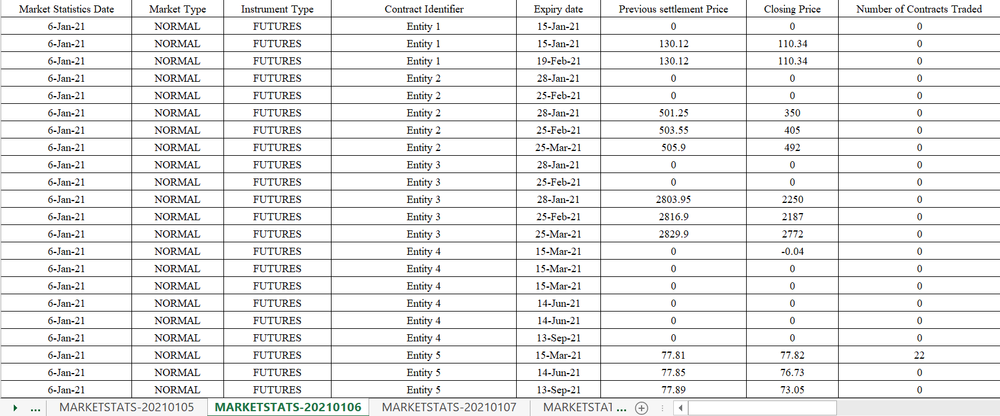 Market Statistics Date Market Type Instrument Type Contract Identifier Expiry date Previous settlement Price Closing Price Number of Contracts Traded
6-Jan-21 NORMAL FUTURES Entity 1 15-Jan-21 0 0 0
6-Jan-21 NORMAL FUTURES Entity 1 15-Jan-21 130.12 110.34 0
6-Jan-21 NORMAL FUTURES Entity 1 19-Feb-21 130.12 110.34 0
6-Jan-21 NORMAL FUTURES Entity 2 28-Jan-21 0 0 0
6-Jan-21 NORMAL FUTURES Entity 2 25-Feb-21 0 0 0
6-Jan-21 NORMAL FUTURES Entity 2 28-Jan-21 501.25 350 0
6-Jan-21 NORMAL FUTURES Entity 2 25-Feb-21 503.55 405 0
6-Jan-21 NORMAL FUTURES Entity 2 25-Mar-21 505.9 492 0
6-Jan-21 NORMAL FUTURES Entity 3 28-Jan-21 0 0 0
6-Jan-21 NORMAL FUTURES Entity 3 25-Feb-21 0 0 0
6-Jan-21 NORMAL FUTURES Entity 3 28-Jan-21 2803.95 2250 0
6-Jan-21 NORMAL FUTURES Entity 3 25-Feb-21 2816.9 2187 0
6-Jan-21 NORMAL FUTURES Entity 3 25-Mar-21 2829.9 2772 0
6-Jan-21 NORMAL FUTURES Entity 4 15-Mar-21 0 -0.04 0
6-Jan-21 NORMAL FUTURES Entity 4 15-Mar-21 0 0 0
6-Jan-21 NORMAL FUTURES Entity 4 15-Mar-21 0 0 0
6-Jan-21 NORMAL FUTURES Entity 4 14-Jun-21 0 0 0
6-Jan-21 NORMAL FUTURES Entity 4 14-Jun-21 0 0 0
6-Jan-21 NORMAL FUTURES Entity 4 13-Sep-21 0 0 0
6-Jan-21 NORMAL FUTURES Entity 5 15-Mar-21 77.81 77.82 22
6-Jan-21 NORMAL FUTURES Entity 5 14-Jun-21 77.85 76.73 0
6-Jan-21 NORMAL FUTURES Entity 5 13-Sep-21 77.89 73.05 0
... MARKETSTATS-20210105 MARKETSTATS-20210106 MARKETSTATS-20210107 MARKETSTAT ...